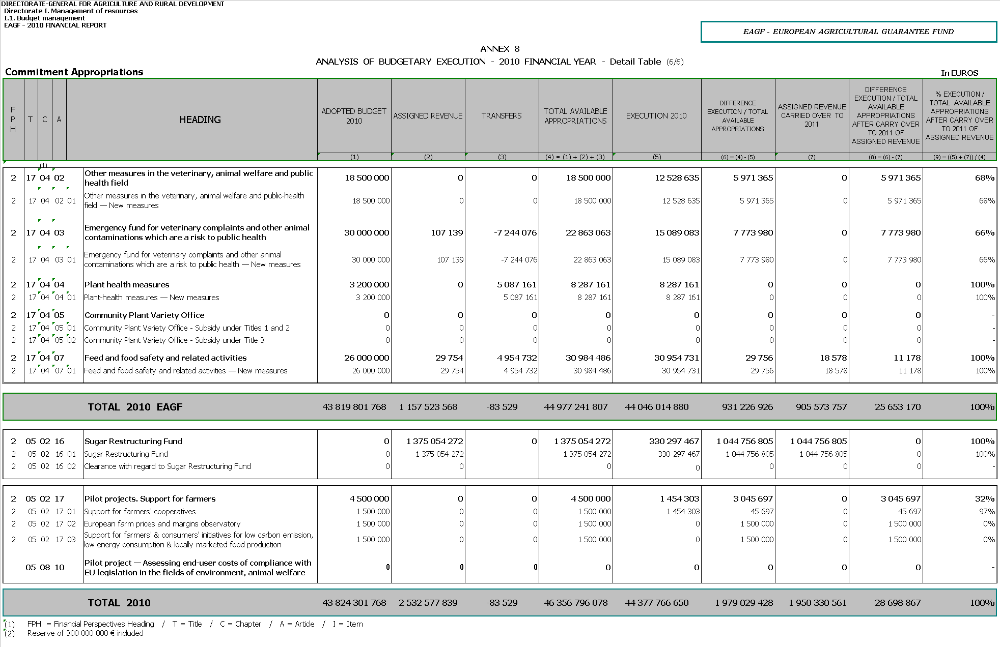 DIRECTORATE-GENERAL FOR AGRICULTURE AND RURAL DEVELOPMENT
Directorate I. Management of resources
I.1. Budget management
EAGF - 2010 FINANCIAL REPORT
EAGF - EUROPEAN AGRICULTURAL GUARANTEE FUND
ANNEX 8
ANALYSIS OF BUDGETARY EXECUTION - 2010 FINANCIAL YEAR - Detail Table (6/6)
Commitment Appropriations In EUROS
F P H T C A HEADING ADOPTED BUDGET 2010 ASSIGNED REVENUE TRANSFERS TOTAL AVAILABLE APPROPRIATIONS EXECUTION 2010 DIFFERENCE EXECUTION / TOTAL AVAILABLE APPROPRIATIONS ASSIGNED REVENUE CARRIED OVER TO 2011 DIFFERENCE EXECUTION / TOTAL AVAILABLE APPROPRIATIONS AFTER CARRY OVER TO 2011 OF ASSIGNED REVENUE % EXECUTION / TOTAL AVAILABLE APPROPRIATIONS AFTER CARRY OVER TO 2011 OF ASSIGNED REVENUE
(1) (2) (3) (4) = (1) + (2) + (3) (5) (6) = (4) - (5) (7) (8) = (6) - (7) (9) = ((5) + (7)) / (4)
(1)
2 17 04 02 Other measures in the veterinary, animal welfare and public health field 18 500 000 0 0 18 500 000 12 528 635 5 971 365 0 5 971 365 68%
2 17 04 02 01 Other measures in the veterinary, animal welfare and public-health field — New measures 18 500 000 0 0 18 500 000 12 528 635 5 971 365 0 5 971 365 68%
2 17 04 03 Emergency fund for veterinary complaints and other animal contaminations which are a risk to public health 30 000 000 107 139 -7 244 076 22 863 063 15 089 083 7 773 980 0 7 773 980 66%
2 17 04 03 01 Emergency fund for veterinary complaints and other animal contaminations which are a risk to public health — New measures 30 000 000 107 139 -7 244 076 22 863 063 15 089 083 7 773 980 0 7 773 980 66%
2 17 04 04 Plant health measures 3 200 000 0 5 087 161 8 287 161 8 287 161 0 0 0 100%
2 17 04 04 01 Plant-health measures — New measures 3 200 000 5 087 161 8 287 161 8 287 161 0 0 0 100%
2 17 04 05 Community Plant Variety Office 0 0 0 0 0 0 0 0 -
2 17 04 05 01 Community Plant Variety Office - Subsidy under Titles 1 and 2 0 0 0 0 0 0 0 0 -
2 17 04 05 02 Community Plant Variety Office - Subsidy under Title 3 0 0 0 0 0 0 0 0 -
2 17 04 07 Feed and food safety and related activities 26 000 000 29 754 4 954 732 30 984 486 30 954 731 29 756 18 578 11 178 100%
2 17 04 07 01 Feed and food safety and related activities — New measures 26 000 000 29 754 4 954 732 30 984 486 30 954 731 29 756 18 578 11 178 100%
TOTAL 2010 EAGF 43 819 801 768 1 157 523 568 -83 529 44 977 241 807 44 046 014 880 931 226 926 905 573 757 25 653 170 100%
2 05 02 16 Sugar Restructuring Fund 0 1 375 054 272 0 1 375 054 272 330 297 467 1 044 756 805 1 044 756 805 0 100%
2 05 02 16 01 Sugar Restructuring Fund 0 1 375 054 272 1 375 054 272 330 297 467 1 044 756 805 1 044 756 805 0 100%
2 05 02 16 02 Clearance with regard to Sugar Restructuring Fund 0 0 0 0 0 0 0 -
2 05 02 17 Pilot projects. Support for farmers 4 500 000 0 0 4 500 000 1 454 303 3 045 697 0 3 045 697 32%
2 05 02 17 01 Support for farmers' cooperatives 1 500 000 0 0 1 500 000 1 454 303 45 697 0 45 697 97%
2 05 02 17 02 European farm prices and margins observatory 1 500 000 0 0 1 500 000 0 1 500 000 0 1 500 000 0%
2 05 02 17 03 Support for farmers' & consumers' initiatives for low carbon emission, low energy consumption & locally marketed food production 1 500 000 0 0 1 500 000 0 1 500 000 0 1 500 000 0%
05 08 10 Pilot project — Assessing end-user costs of compliance with EU legislation in the fields of environment, animal welfare 0 0 0 0 0 0 0 0 -
TOTAL 2010 43 824 301 768 2 532 577 839 -83 529 46 356 796 078 44 377 766 650 1 979 029 428 1 950 330 561 28 698 867 100%
(1) FPH = Financial Perspectives Heading / T = Title / C = Chapter / A = Article / I = Item
(2) Reserve of 300 000 000 € included